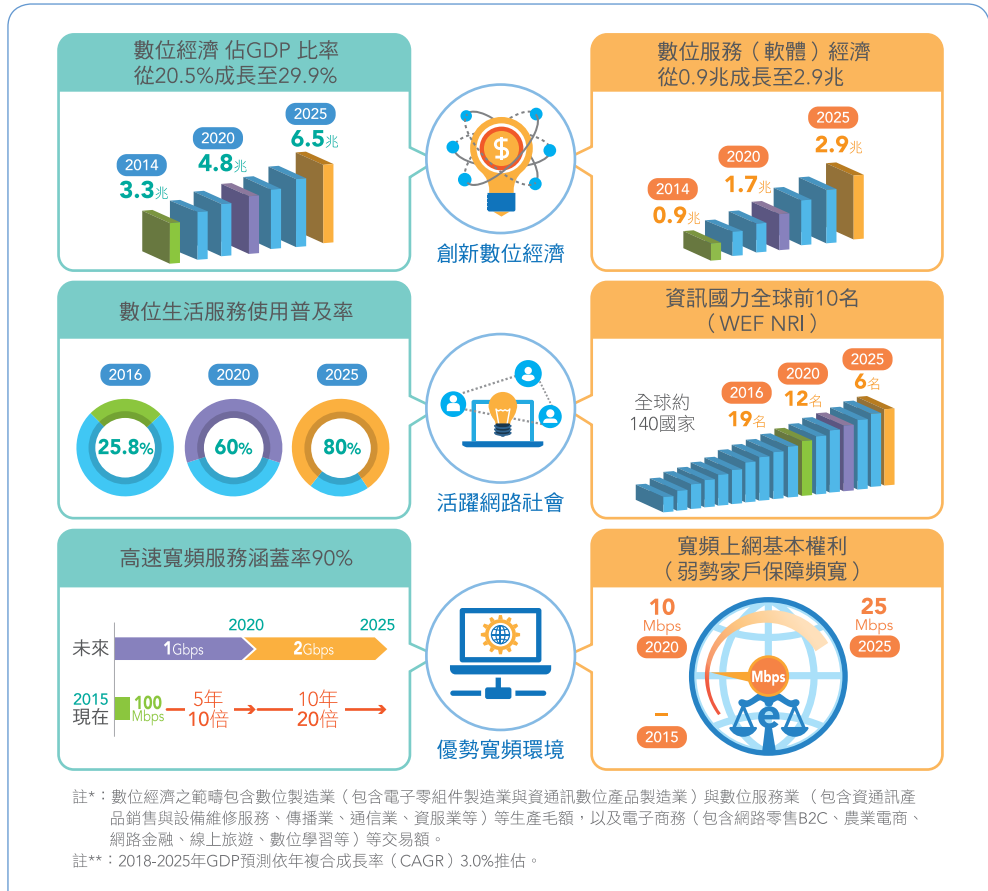 數位經濟 佔GDP 比率
從20.5%成長至29.9%
2014
3.3兆
2020
4.8兆
2025
6.5兆
創新數位經濟
數位服務（軟體）經濟
從0.9兆成長至2.9兆
2014
0.9兆
2020
1.7兆
2025
2.9兆
數位生活服務使用普及率
2016
2020
2025
25.8%
60%
80%
活躍網路社會
資訊國力全球前10名
（WEF NRI）
全球約
140國家
2016
19名
2020
12名
2025
6名
高速寬頻服務涵蓋率90%
2020
2025
未來
1Gbps
2Gbps
2015
現在
100
Mbps
5年
10倍
10年
20倍
優勢寬頻環境
寬頻上網基本權利
（弱勢家戶保障頻寬）
10
Mbps
2020
25
Mbps
2025
Mbps
–
2015
e
註*：數位經濟之範疇包含數位製造業（包含電子零組件製造業與資通訊數位產品製造業）與數位服務業 （包含資通訊產
品銷售與設備維修服務、傳播業、通信業、資服業等）等生產毛額，以及電子商務（包含網路零售B2C、農業電商、
網路金融、線上旅遊、數位學習等）等交易額。
註**：2018-2025年GDP預測依年複合成長率（CAGR）3.0%推估。